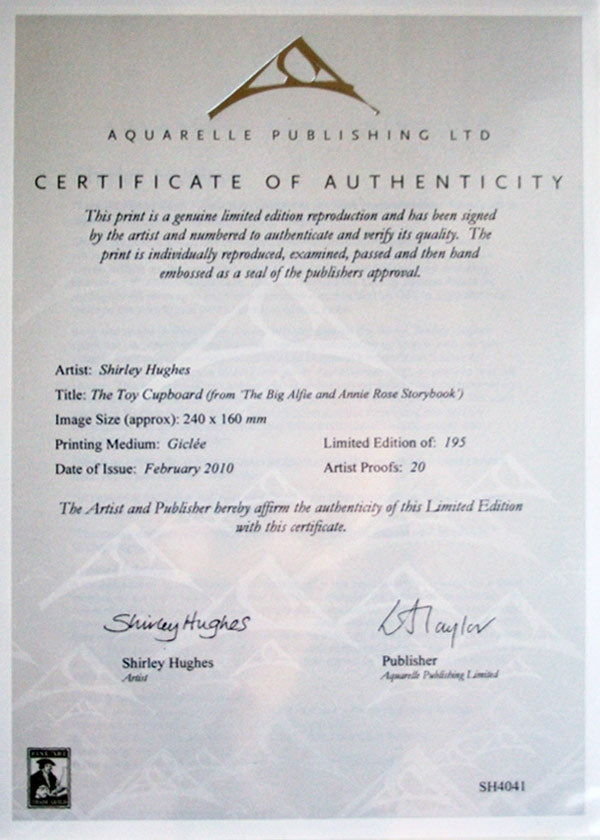 AQUARELLE PUBLISHING LTD
CERTIFICATE OF AUTHENTICITY
This print is a genuine limited edition reproduction and has been signed
by the artist and numbered to authenticate and verify its quality. The
print is individually reproduced, examined, passed and then hand
embossed as a seal of the publishers approval.
Artist: Shirley Hughes
Title: The Toy Cupboard (from 'The Big Alfie and Annie Rose Storybook')
Image Size (approx): 240 x 160 mm
Printing Medium: Giclée Limited Edition of: 195
Date of Issue: February 2010 Artist Proofs: 20
The Artist and Publisher hereby affirm the authenticity of this Limited Edition
with this certificate.
Shirley Hughes
Shirley Hughes Publisher
Artist Aquarelle Publishing Limited
FINE ART
TRADE GUILD
SH4041